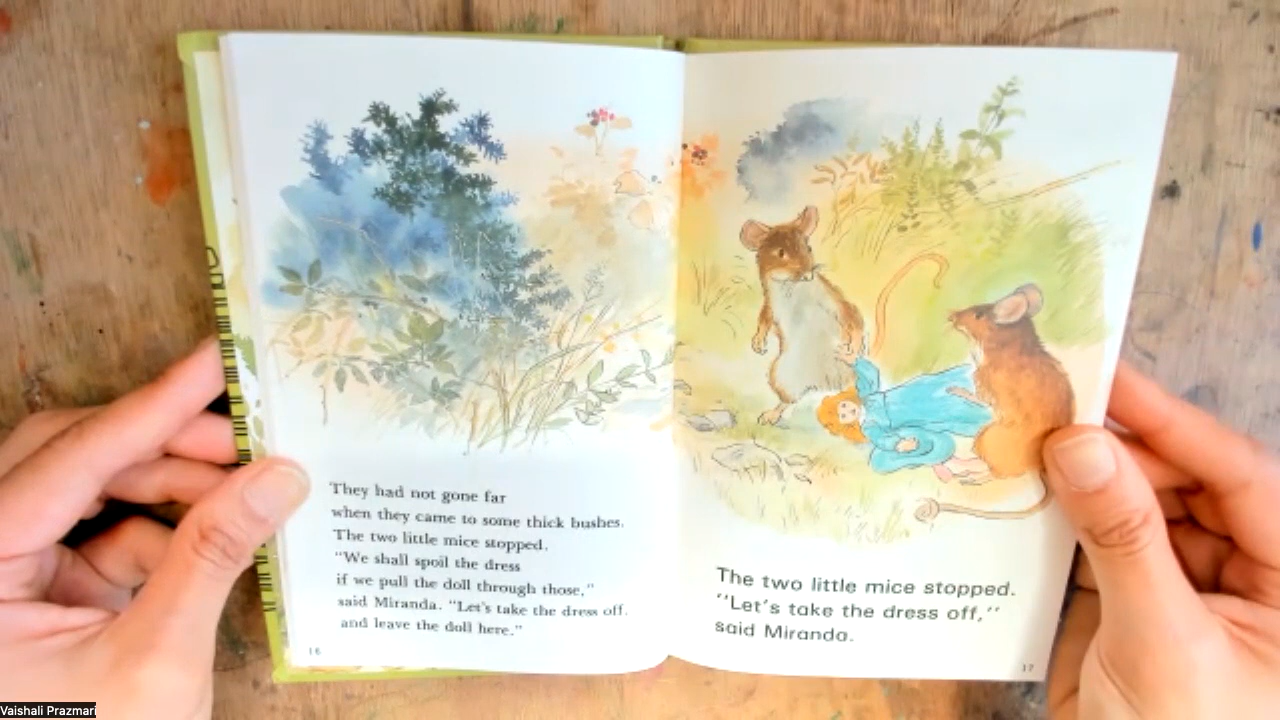 They had not gone far
when they came to some thick bushes.
The two little mice stopped.
"We shall spoil the dress
if we pull the doll through those,"
said Miranda. "Let's take the dress off.
and leave the doll here."
16
The two little mice stopped.
"Let's take the dress off,"
said Miranda.
17
Vaishali Prazmari